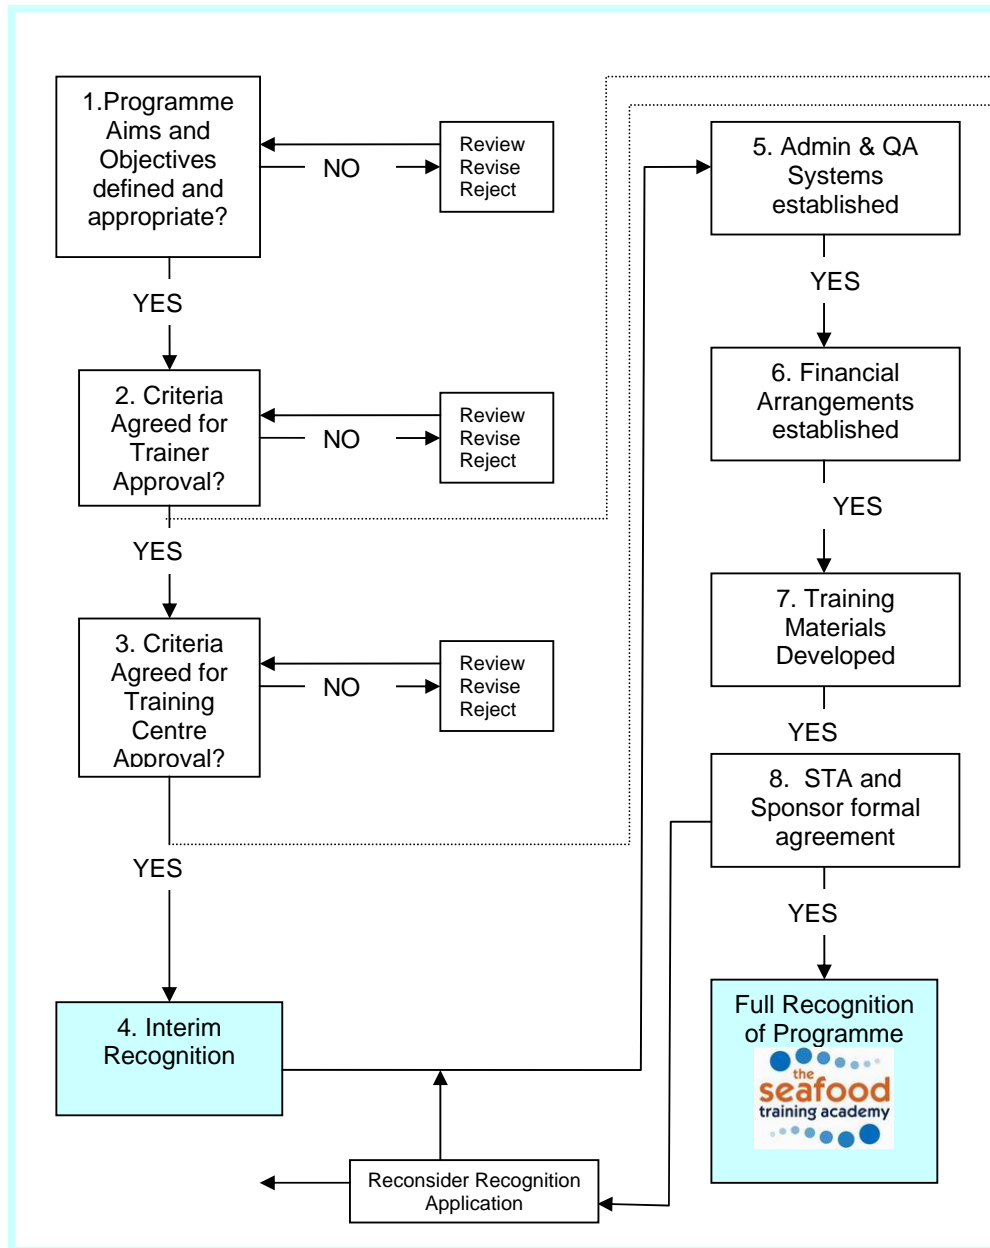 1.Programme
Aims and
Objectives
defined and
appropriate?
NO
Review
Revise
Reject
YES
2. Criteria
Agreed for
Trainer
Approval?
NO
Review
Revise
Reject
YES
3. Criteria
Agreed for
Training
Centre
Approval?
NO
Review
Revise
Reject
YES
4. Interim
Recognition
Reconsider Recognition
Application
5. Admin & QA
Systems
established
YES
6. Financial
Arrangements
established
YES
7. Training
Materials
Developed
YES
8. STA and
Sponsor formal
agreement
YES
Full Recognition
of Programme
the
seafood
training academy